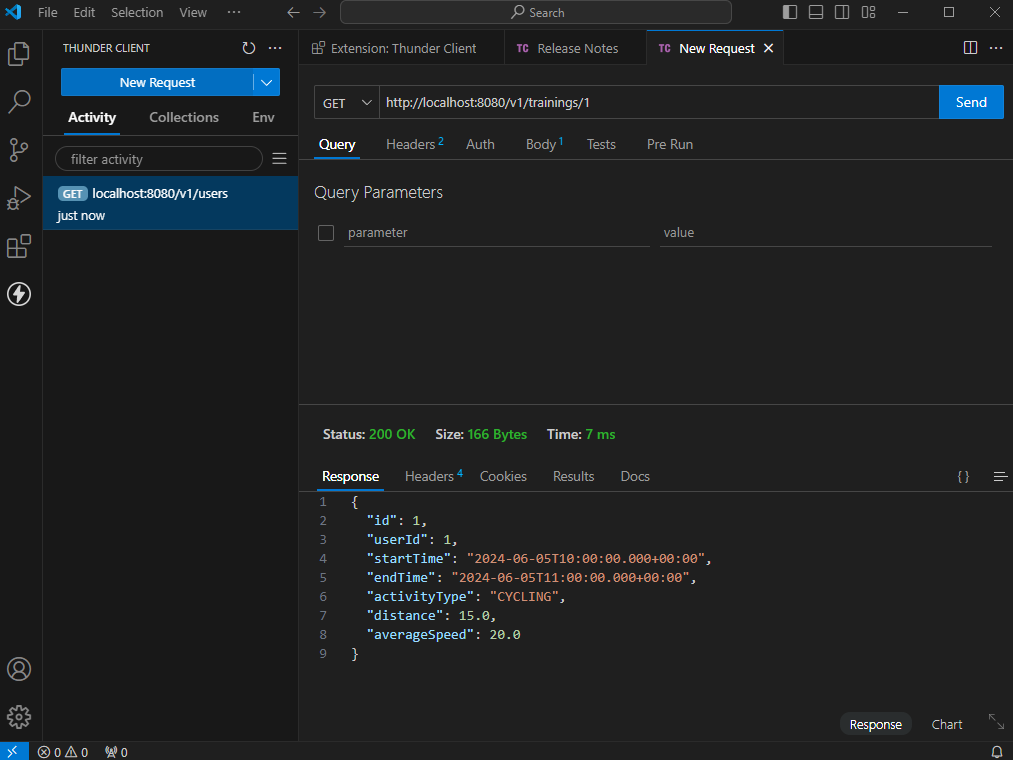 File Edit Selection View ··· Search
THUNDER CLIENT ···
New Request
Activity Collections Env
filter activity
GET localhost:8080/v1/users
just now
Extension: Thunder Client TC Release Notes TC New Request ···
GET http://localhost:8080/v1/trainings/1 Send
Query Headers 2 Auth Body 1 Tests Pre Run
Query Parameters
parameter value
Status: 200 OK Size: 166 Bytes Time: 7 ms
Response Headers 4 Cookies Results Docs { }
1 {
2 "id": 1,
3 "userId": 1,
4 "startTime": "2024-06-05T10:00:00.000+00:00",
5 "endTime": "2024-06-05T11:00:00.000+00:00",
6 "activityType": "CYCLING",
7 "distance": 15.0,
8 "averageSpeed": 20.0
9 }
Response Chart
0 0 0